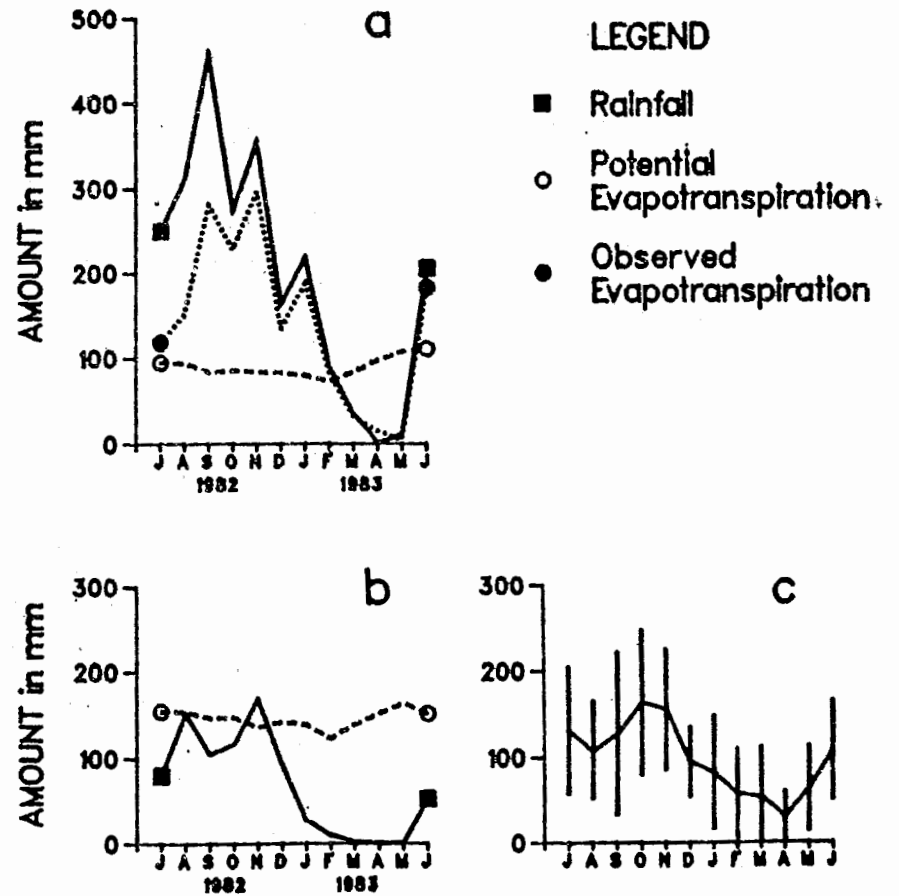 a
500
400
300
200
100
0
AMOUNT in mm
J A S O N D J F M A M J
1982 1983
LEGEND
Rainfall
Potential
Evapotranspiration
Observed
Evapotranspiration
b
300
200
100
0
AMOUNT in mm
J A S O N D J F M A M J
1982 1983
c
300
200
100
0
J A S O N D J F M A M J